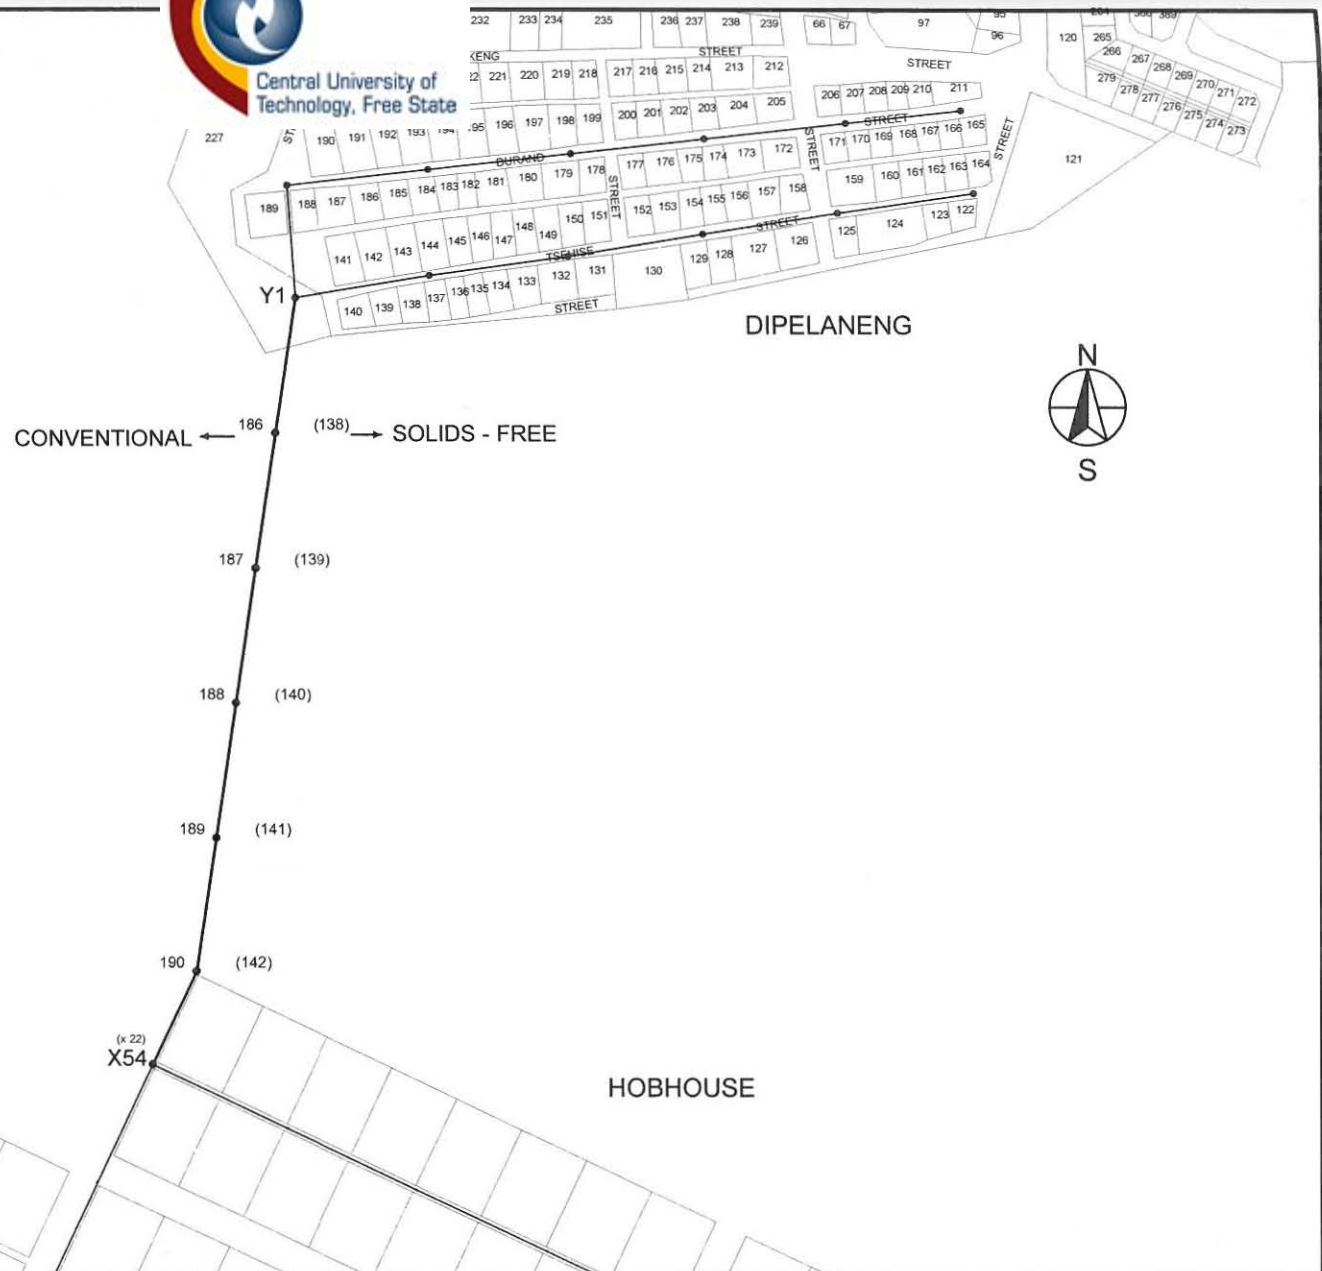 232 233 234 235 236 237 238 239 66 67 97 95
96 120 265
Central University of
Technology, Free State
KENG STREET STREET
221 220 219 218 217 216 215 214 213 212
266 267 268 269 270 271 272
279 278 277 276 275 274 273
206 207 208 209 210 211
200 201 202 203 204 205
196 197 198 199
227 190 191 192 193
DURAND STREET
STREET STREET STREET
171 170 169 168 167 166 165
177 176 175 174 173 172
121
189 188 187 186 185 184 183 182 181 180 179 178
159 160 161 162 163 164
152 153 154 155 156 157 158
141 142 143 144 145 146 147 148 149 150 151
TSENISE STREET
129 128 127 126 125 124 123 122
140 139 138 137 136 135 134 133 132 131 130
STREET
Y1
DIPELANENG
N
S
186 (138)
CONVENTIONAL SOLIDS - FREE
187 (139)
188 (140)
189 (141)
190 (142)
(x 22)
X54
HOBHOUSE